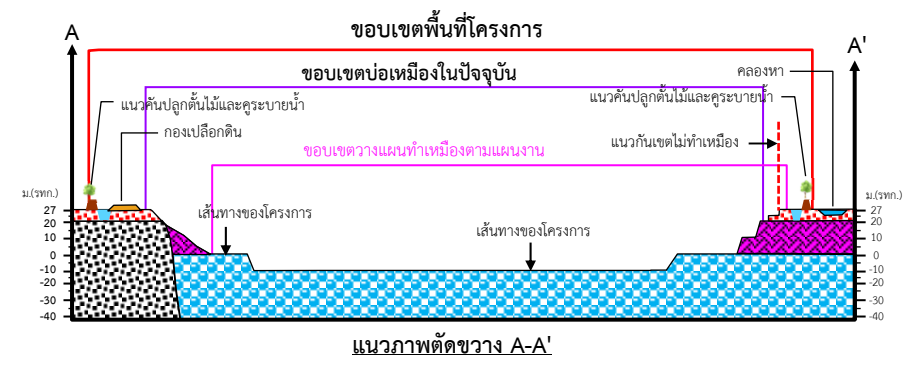 ขอบเขตพื้นที่โครงการ
A
A'
ขอบเขตบ่อเหมืองในปัจจุบัน
คลองหา
แนวคันปลูกต้นไม้และคูระบายน้ำ
แนวคันปลูกต้นไม้และคูระบายน้ำ
กองเปลือกดิน
แนวกันเขตไม่ทำเหมือง
ขอบเขตวางแผนทำเหมืองตามแผนงาน
ม.(รทก.)
ม.(รทก.)
เส้นทางของโครงการ
เส้นทางของโครงการ
27
20
10
0
-10
-20
-30
-40
27
20
10
0
-10
-20
-30
-40
แนวภาพตัดขวาง A-A'